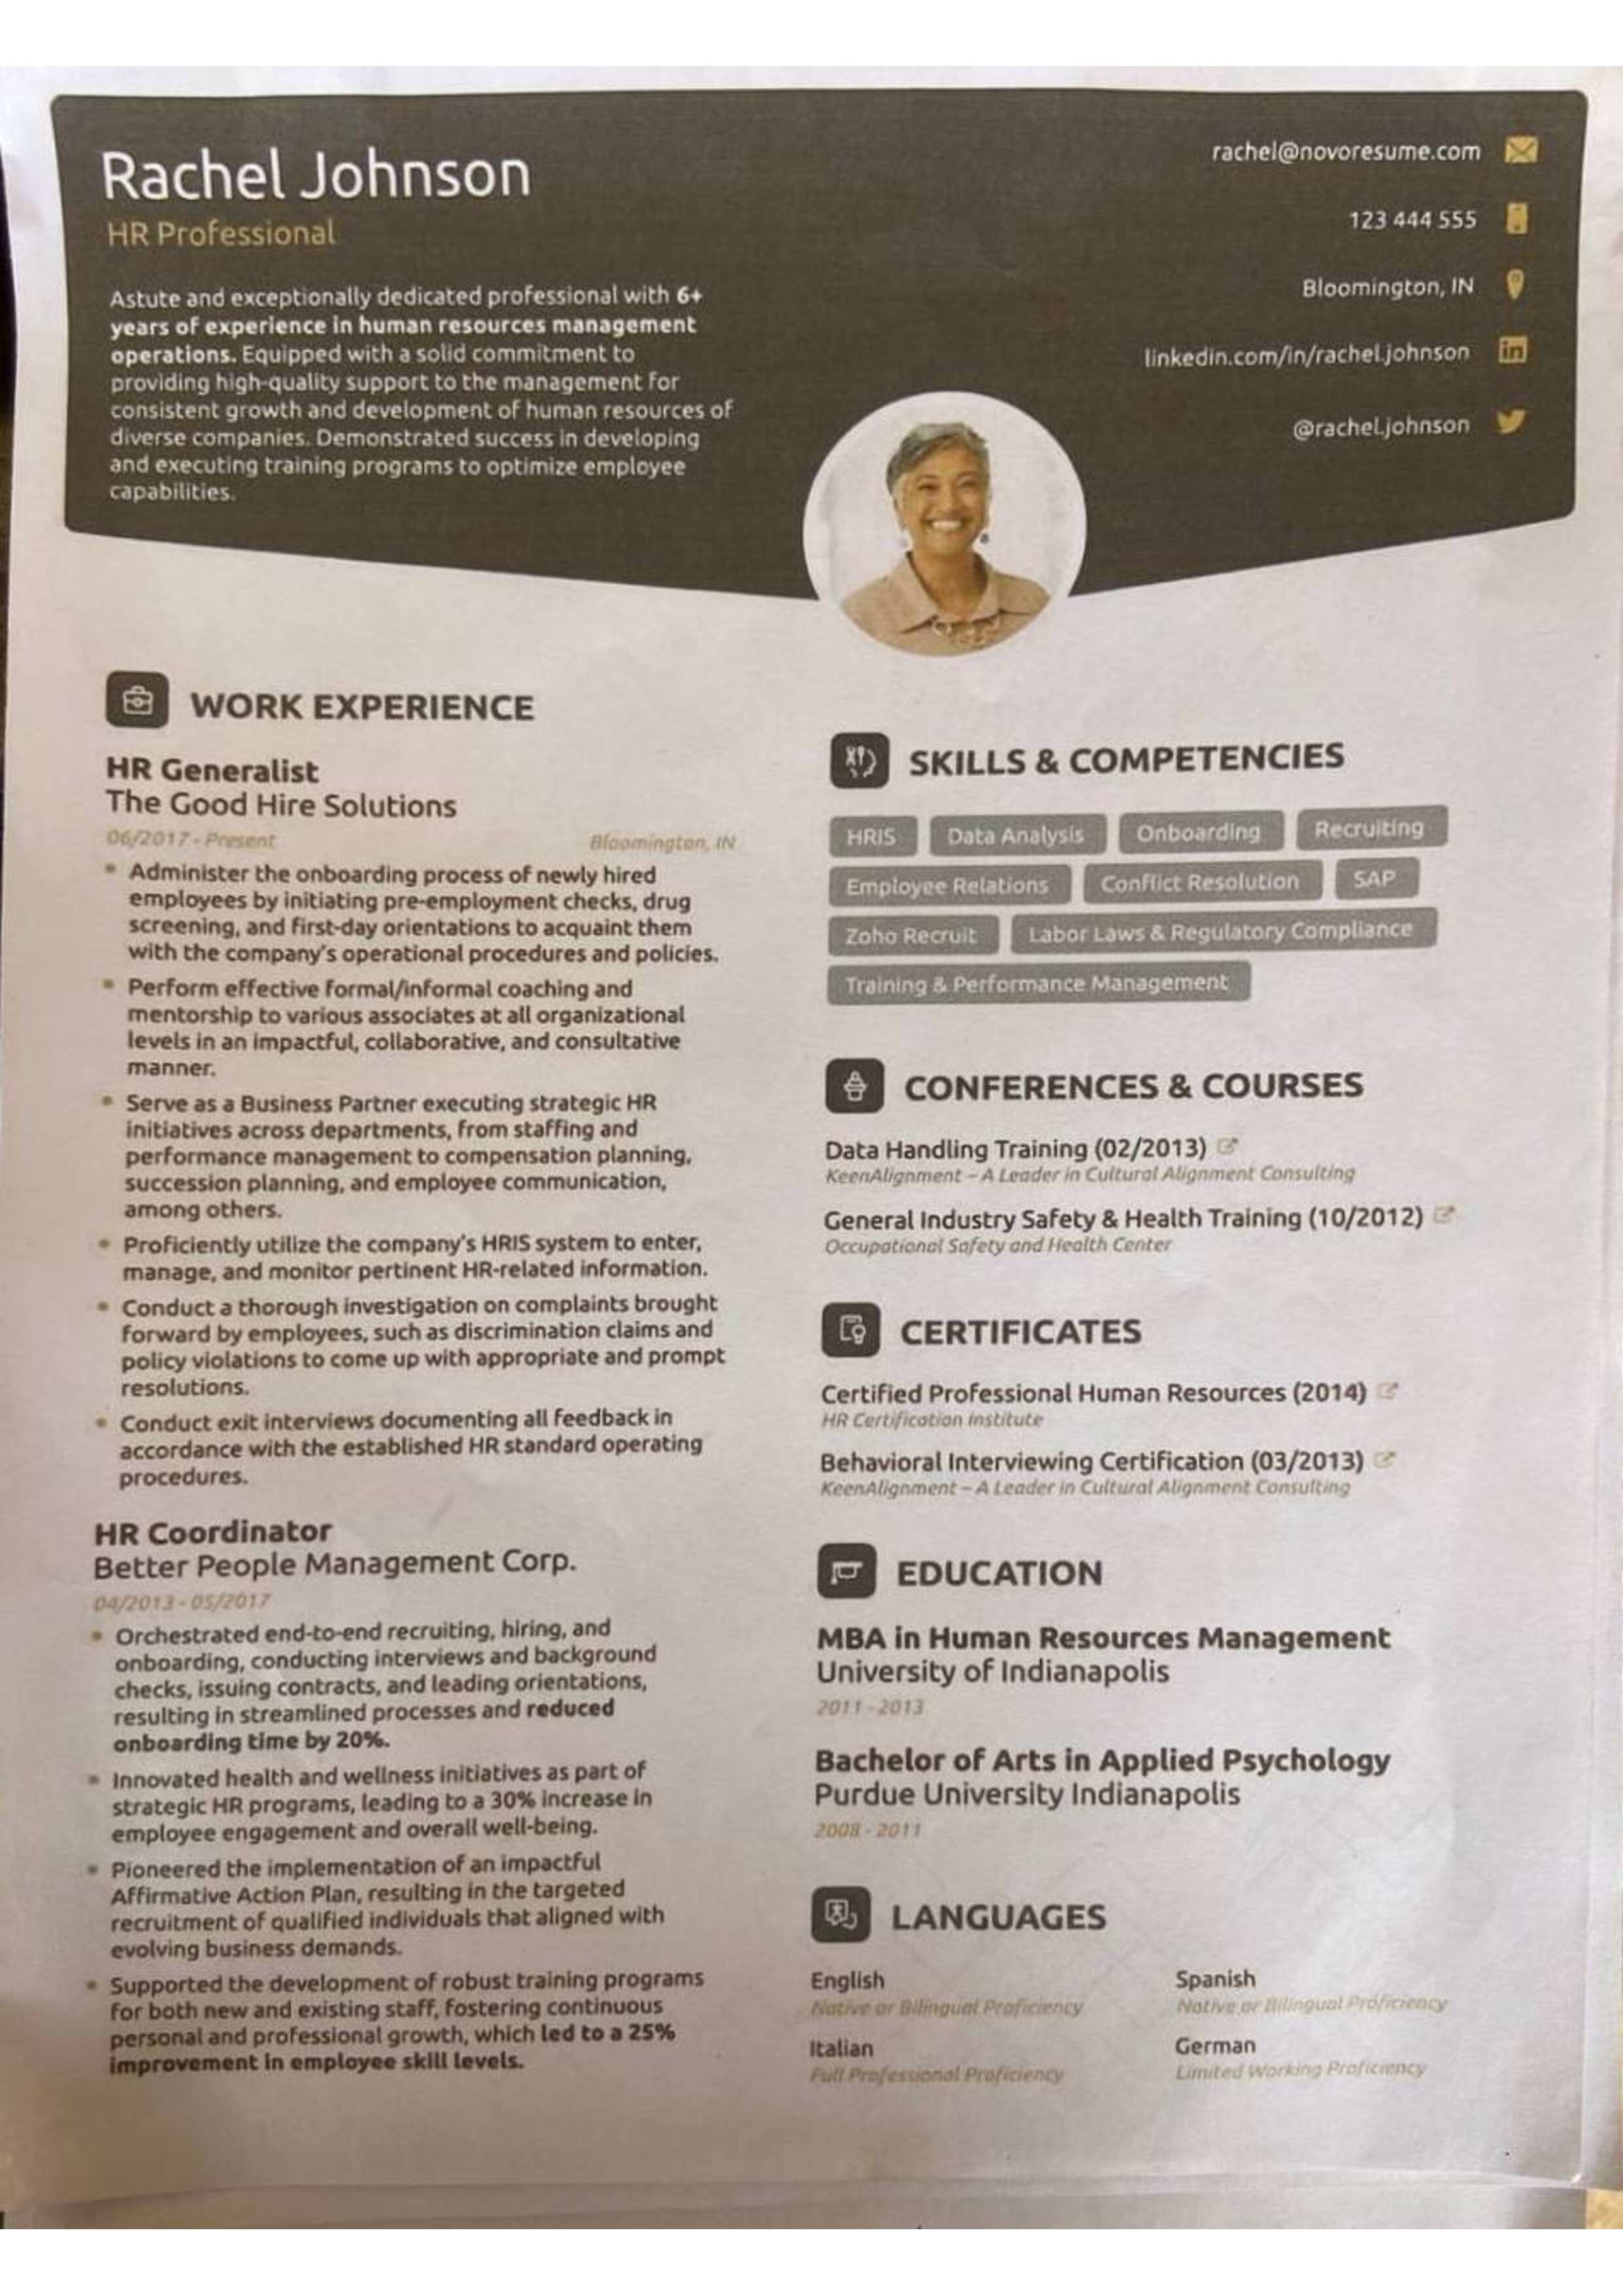 Rachel Johnson
HR Professional
Astute and exceptionally dedicated professional with 6+
years of experience in human resources management
operations. Equipped with a solid commitment to
providing high-quality support to the management for
consistent growth and development of human resources of
diverse companies. Demonstrated success in developing
and executing training programs to optimize employee
capabilities.
rachel@novoresume.com
123 444 555
Bloomington, IN
linkedin.com/in/rachel.johnson
in
@rachel.johnson
WORK EXPERIENCE
HR Generalist
The Good Hire Solutions
06/2017 - Present Bloomington, IN
Administer the onboarding process of newly hired
employees by initiating pre-employment checks, drug
screening, and first-day orientations to acquaint them
with the company's operational procedures and policies.
Perform effective formal/informal coaching and
mentorship to various associates at all organizational
levels in an impactful, collaborative, and consultative
manner.
Serve as a Business Partner executing strategic HR
initiatives across departments, from staffing and
performance management to compensation planning,
succession planning, and employee communication,
among others.
Proficiently utilize the company's HRIS system to enter,
manage, and monitor pertinent HR-related information.
Conduct a thorough investigation on complaints brought
forward by employees, such as discrimination claims and
policy violations to come up with appropriate and prompt
resolutions.
Conduct exit interviews documenting all feedback in
accordance with the established HR standard operating
procedures.
HR Coordinator
Better People Management Corp.
04/2013 - 05/2017
Orchestrated end-to-end recruiting, hiring, and
onboarding, conducting interviews and background
checks, issuing contracts, and leading orientations,
resulting in streamlined processes and reduced
onboarding time by 20%.
Innovated health and wellness initiatives as part of
strategic HR programs, leading to a 30% increase in
employee engagement and overall well-being.
Pioneered the implementation of an impactful
Affirmative Action Plan, resulting in the targeted
recruitment of qualified individuals that aligned with
evolving business demands.
Supported the development of robust training programs
for both new and existing staff, fostering continuous
personal and professional growth, which led to a 25%
improvement in employee skill levels.
SKILLS & COMPETENCIES
HRIS Data Analysis Onboarding Recruiting
Employee Relations Conflict Resolution SAP
Zoho Recruit Labor Laws & Regulatory Compliance
Training & Performance Management
CONFERENCES & COURSES
Data Handling Training (02/2013)
KeenAlignment – A Leader in Cultural Alignment Consulting
General Industry Safety & Health Training (10/2012)
Occupational Safety and Health Center
CERTIFICATES
Certified Professional Human Resources (2014)
HR Certification Institute
Behavioral Interviewing Certification (03/2013)
KeenAlignment – A Leader in Cultural Alignment Consulting
EDUCATION
MBA in Human Resources Management
University of Indianapolis
2011 - 2013
Bachelor of Arts in Applied Psychology
Purdue University Indianapolis
2008 - 2011
LANGUAGES
English
Native or Bilingual Proficiency
Spanish
Native or Bilingual Proficiency
Italian
Full Professional Proficiency
German
Limited Working Proficiency